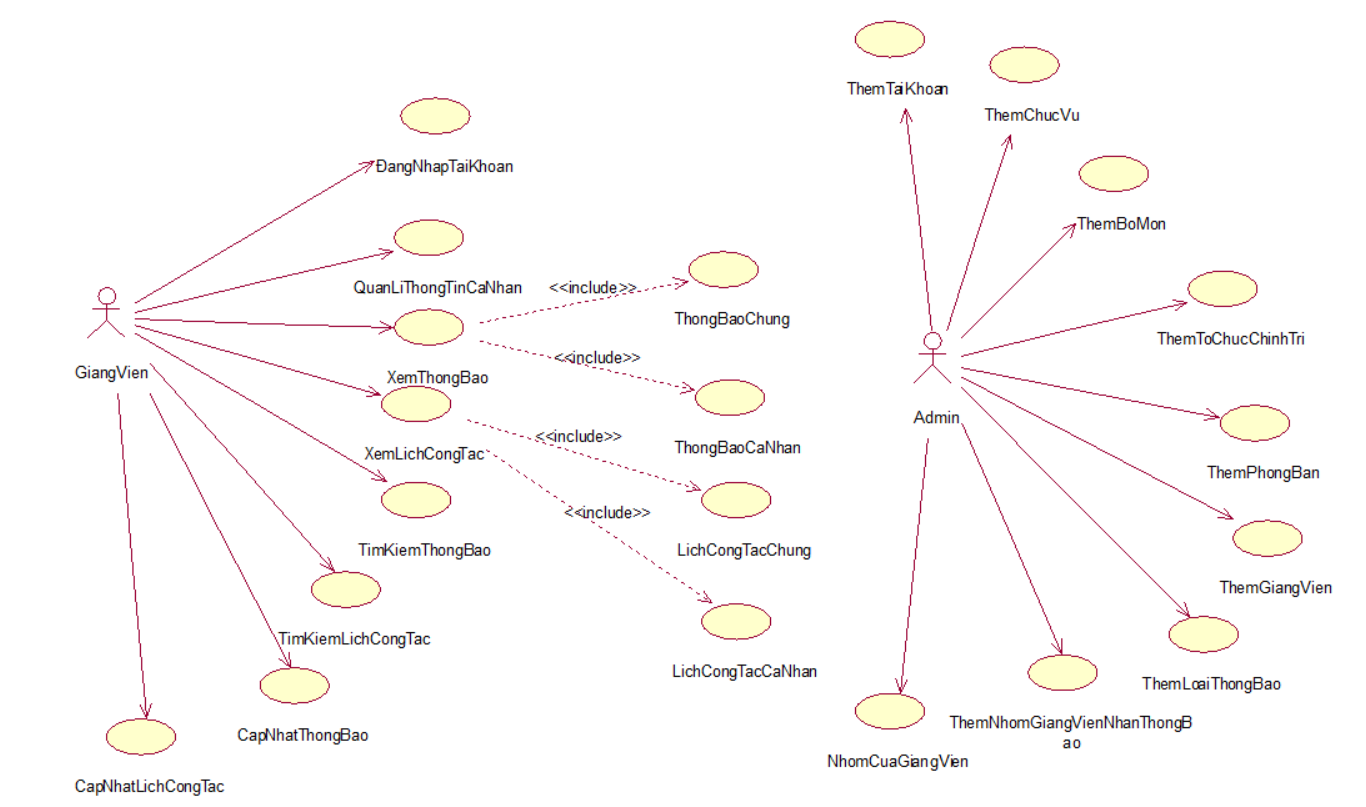 ThemTaiKhoan
ThemChucVu
ĐangNhapTaiKhoan
ThemBoMon
QuanLiThongTinCaNhan
<<include>>
ThongBaoChung
ThemToChucChinhTri
GiangVien
XemThongBao
<<include>>
ThongBaoCaNhan
Admin
XemLichCongTac
<<include>>
ThemPhongBan
TimKiemThongBao
<<include>>
LichCongTacChung
ThemGiangVien
TimKiemLichCongTac
LichCongTacCaNhan
ThemLoaiThongBao
CapNhatThongBao
ThemNhomGiangVienNhanThongB
ao
NhomCuaGiangVien
CapNhatLichCongTac